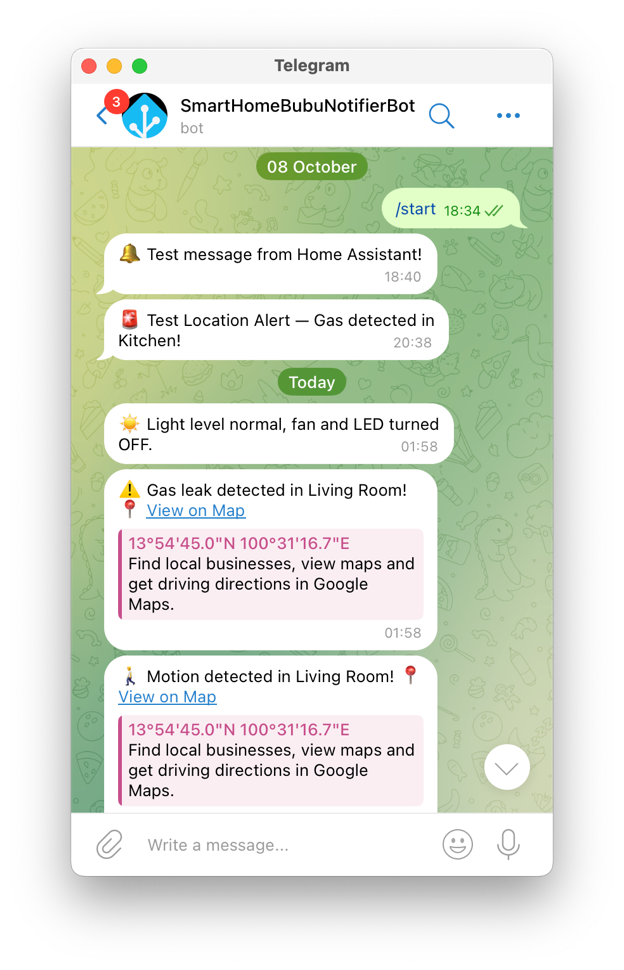 Telegram
3
SmartHomeBubuNotifierBot
bot
08 October
/start 18:34
🔔 Test message from Home Assistant!
18:40
🚨 Test Location Alert — Gas detected in
Kitchen!
20:38
Today
☀️ Light level normal, fan and LED turned
OFF.
01:58
⚠️ Gas leak detected in Living Room!
📍 View on Map
13°54'45.0"N 100°31'16.7"E
Find local businesses, view maps and
get driving directions in Google
Maps.
01:58
🚶 Motion detected in Living Room! 📍
View on Map
13°54'45.0"N 100°31'16.7"E
Find local businesses, view maps and
get driving directions in Google
Maps.
Write a message...